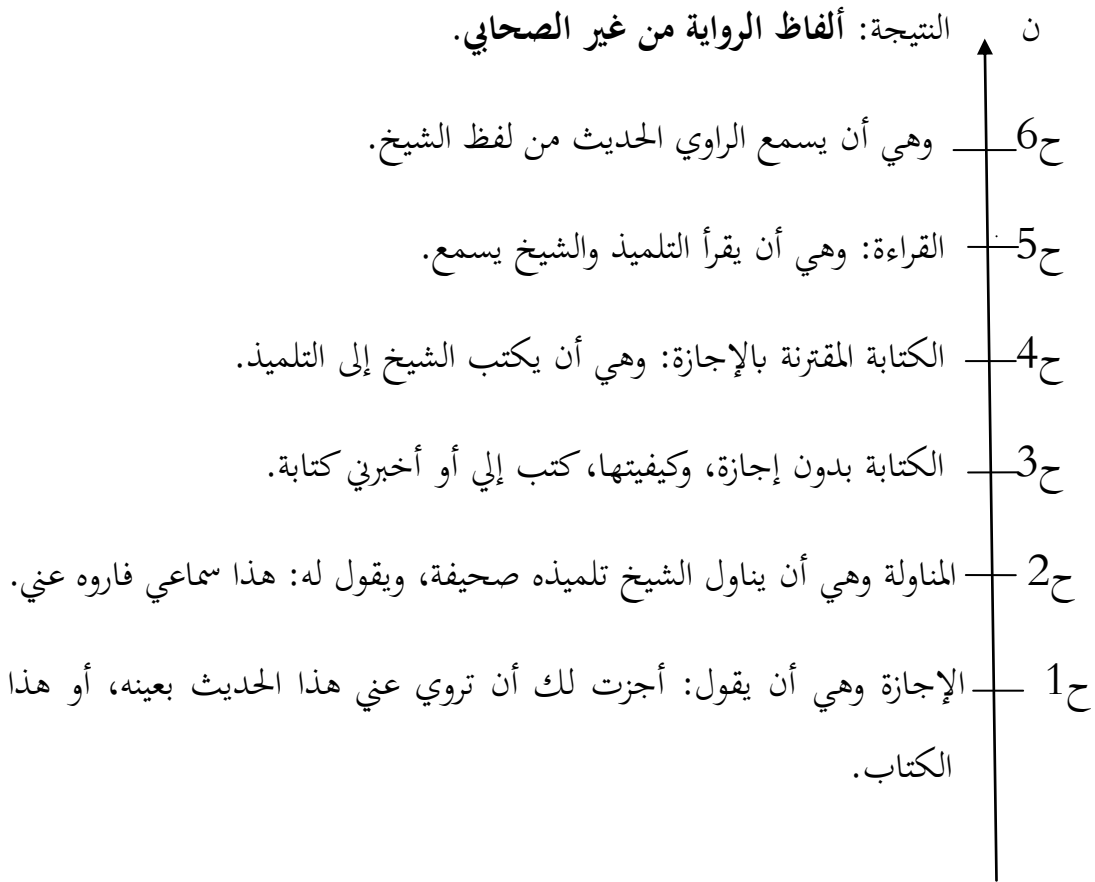 ن النتيجة: ألفاظ الرواية من غير الصحابي.
ح6 وهي أن يسمع الراوي الحديث من لفظ الشيخ.
ح5 القراءة: وهي أن يقرأ التلميذ والشيخ يسمع.
ح4 الكتابة المقترنة بالإجازة: وهي أن يكتب الشيخ إلى التلميذ.
ح3 الكتابة بدون إجازة، وكيفيتها، كتب إلي أو أخبرني كتابة.
ح2 المناولة وهي أن يناول الشيخ تلميذه صحيفة، ويقول له: هذا سماعي فاروه عني.
ح1 الإجازة وهي أن يقول: أجزت لك أن تروي عني هذا الحديث بعينه، أو هذا
الكتاب.